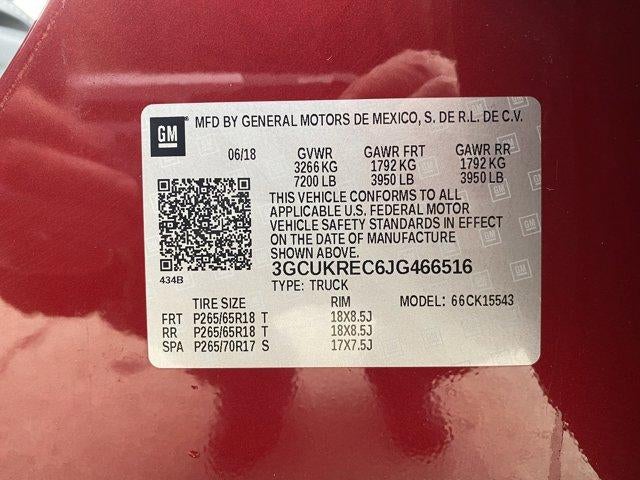 GM
MFD BY GENERAL MOTORS DE MEXICO, S. DE R.L. DE C.V.
06/18 GVWR GAWR FRT GAWR RR
3266 KG 1792 KG 1792 KG
7200 LB 3950 LB 3950 LB
THIS VEHICLE CONFORMS TO ALL
APPLICABLE U.S. FEDERAL MOTOR
VEHICLE SAFETY STANDARDS IN EFFECT
ON THE DATE OF MANUFACTURE
SHOWN ABOVE.
3GCUKREC6JG466516
434B
TYPE: TRUCK
TIRE SIZE RIM MODEL: 66CK15543
FRT P265/65R18 T 18X8.5J
RR P265/65R18 T 18X8.5J
SPA P265/70R17 S 17X7.5J